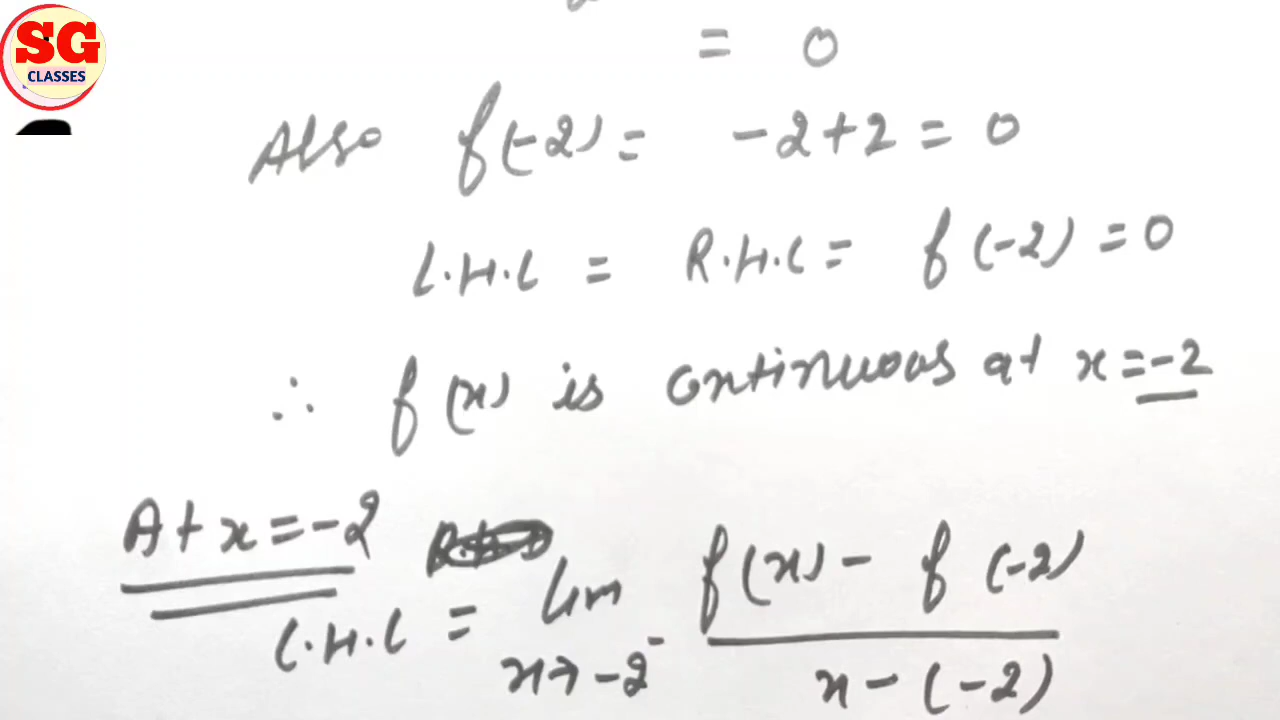 SG
CLASSES
= 0
Also f(-2) = -2+2 = 0
L.H.L = R.H.L = f(-2) = 0
∴ f(x) is continuous at x = -2
At x = -2
L.H.L = lim x→-2⁻ f(x) - f(-2) / x - (-2)